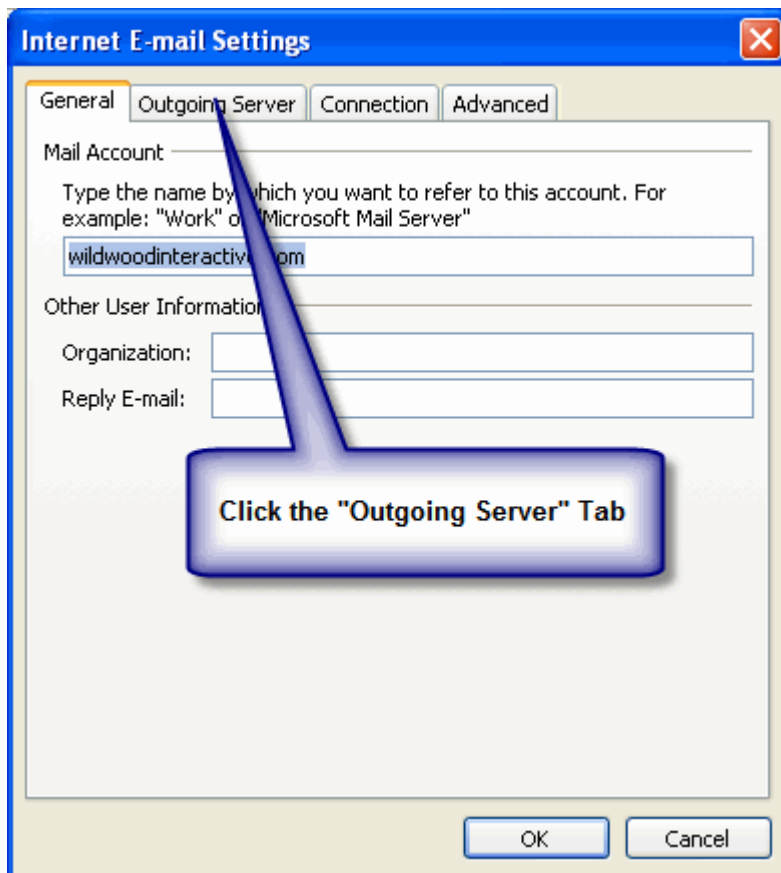 Internet E-mail Settings
General Outgoing Server Connection Advanced
Mail Account
Type the name by which you want to refer to this account. For
example: "Work" or "Microsoft Mail Server"
wildwoodinteractive.com
Other User Information
Organization:
Reply E-mail:
Click the "Outgoing Server" Tab
OK Cancel